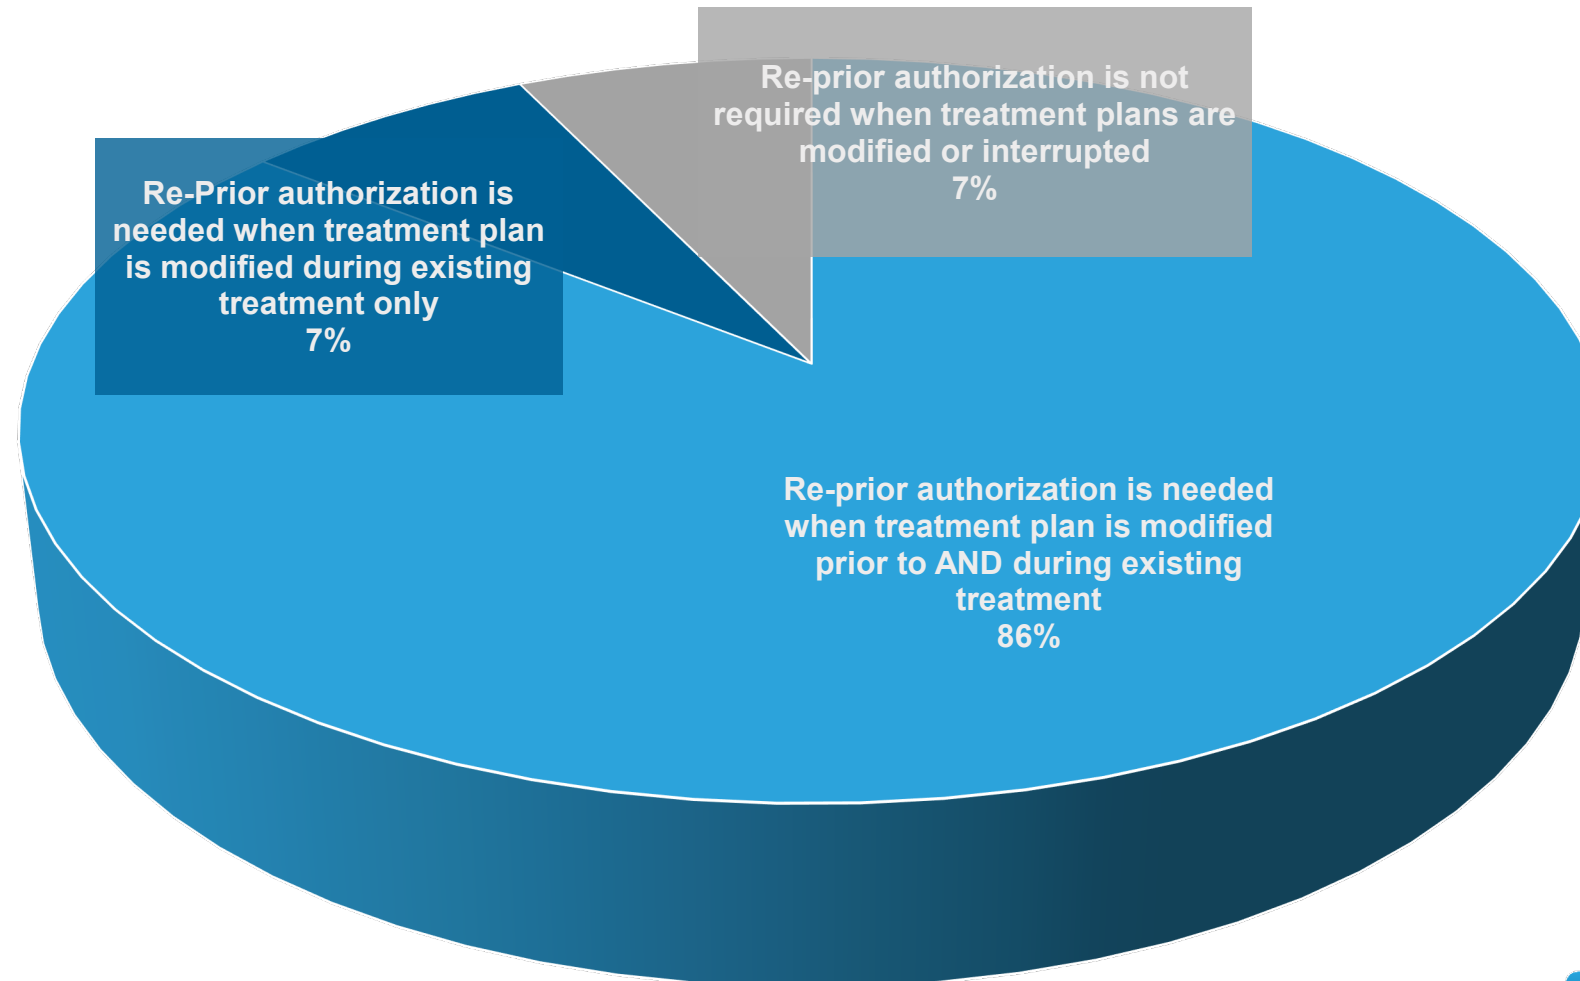 Re-prior authorization is not
required when treatment plans are
modified or interrupted
7%
Re-Prior authorization is
needed when treatment plan
is modified during existing
treatment only
7%
Re-prior authorization is needed
when treatment plan is modified
prior to AND during existing
treatment
86%